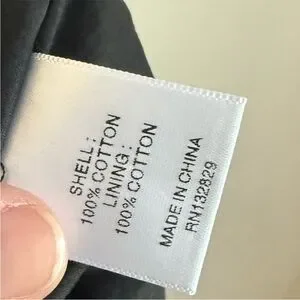 SHELL:
100% COTTON
LINING:
100% COTTON
MADE IN CHINA
RN132829